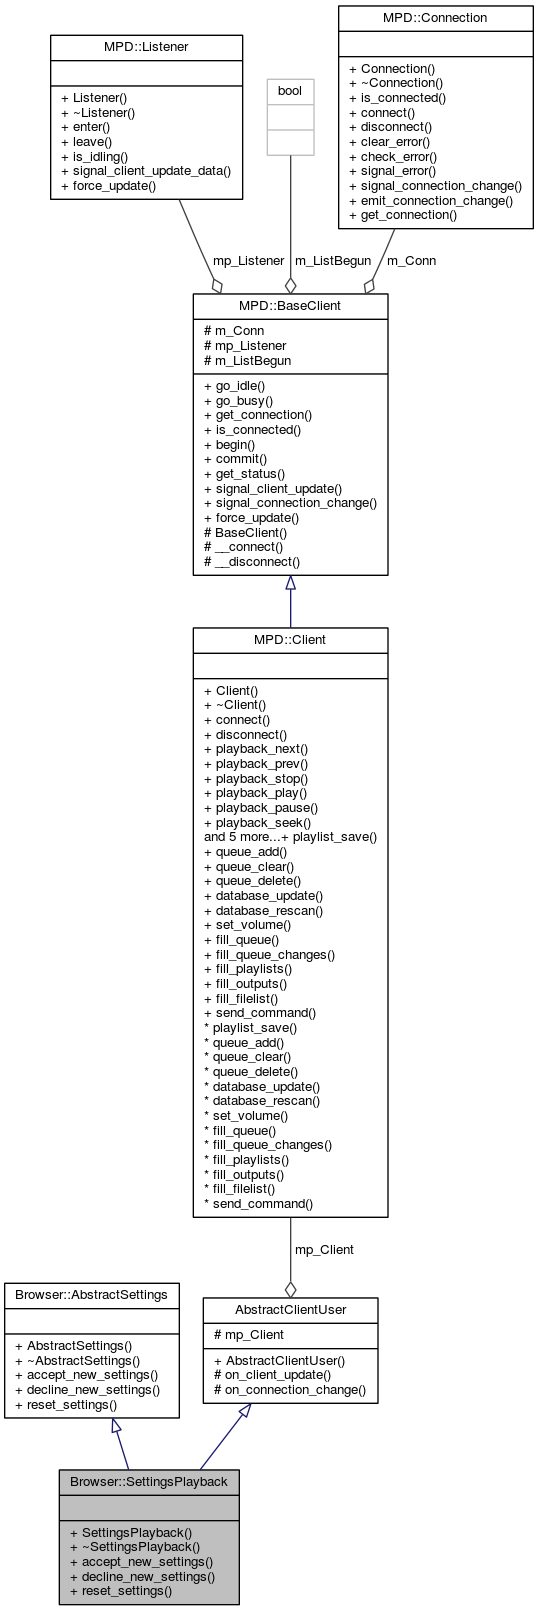 MPD::Connection
+ Connection()
+ ~Connection()
+ is_connected()
+ connect()
+ disconnect()
+ clear_error()
+ check_error()
+ signal_error()
+ signal_connection_change()
+ emit_connection_change()
+ get_connection()
MPD::Listener
+ Listener()
+ ~Listener()
+ enter()
+ leave()
+ is_idling()
+ signal_client_update_data()
+ force_update()
bool
mp_Listener
m_ListBegun
m_Conn
MPD::BaseClient
# m_Conn
# mp_Listener
# m_ListBegun
+ go_idle()
+ go_busy()
+ get_connection()
+ is_connected()
+ begin()
+ commit()
+ get_status()
+ signal_client_update()
+ signal_connection_change()
+ force_update()
# BaseClient()
# __connect()
# __disconnect()
MPD::Client
+ Client()
+ ~Client()
+ connect()
+ disconnect()
+ playback_next()
+ playback_prev()
+ playback_stop()
+ playback_play()
+ playback_pause()
+ playback_seek()
and 5 more...+ playlist_save()
+ queue_add()
+ queue_clear()
+ queue_delete()
+ database_update()
+ database_rescan()
+ set_volume()
+ fill_queue()
+ fill_queue_changes()
+ fill_playlists()
+ fill_outputs()
+ fill_filelist()
+ send_command()
* playlist_save()
* queue_add()
* queue_clear()
* queue_delete()
* database_update()
* database_rescan()
* set_volume()
* fill_queue()
* fill_queue_changes()
* fill_playlists()
* fill_outputs()
* fill_filelist()
* send_command()
mp_Client
Browser::AbstractSettings
+ AbstractSettings()
+ ~AbstractSettings()
+ accept_new_settings()
+ decline_new_settings()
+ reset_settings()
AbstractClientUser
# mp_Client
+ AbstractClientUser()
# on_client_update()
# on_connection_change()
Browser::SettingsPlayback
+ SettingsPlayback()
+ ~SettingsPlayback()
+ accept_new_settings()
+ decline_new_settings()
+ reset_settings()